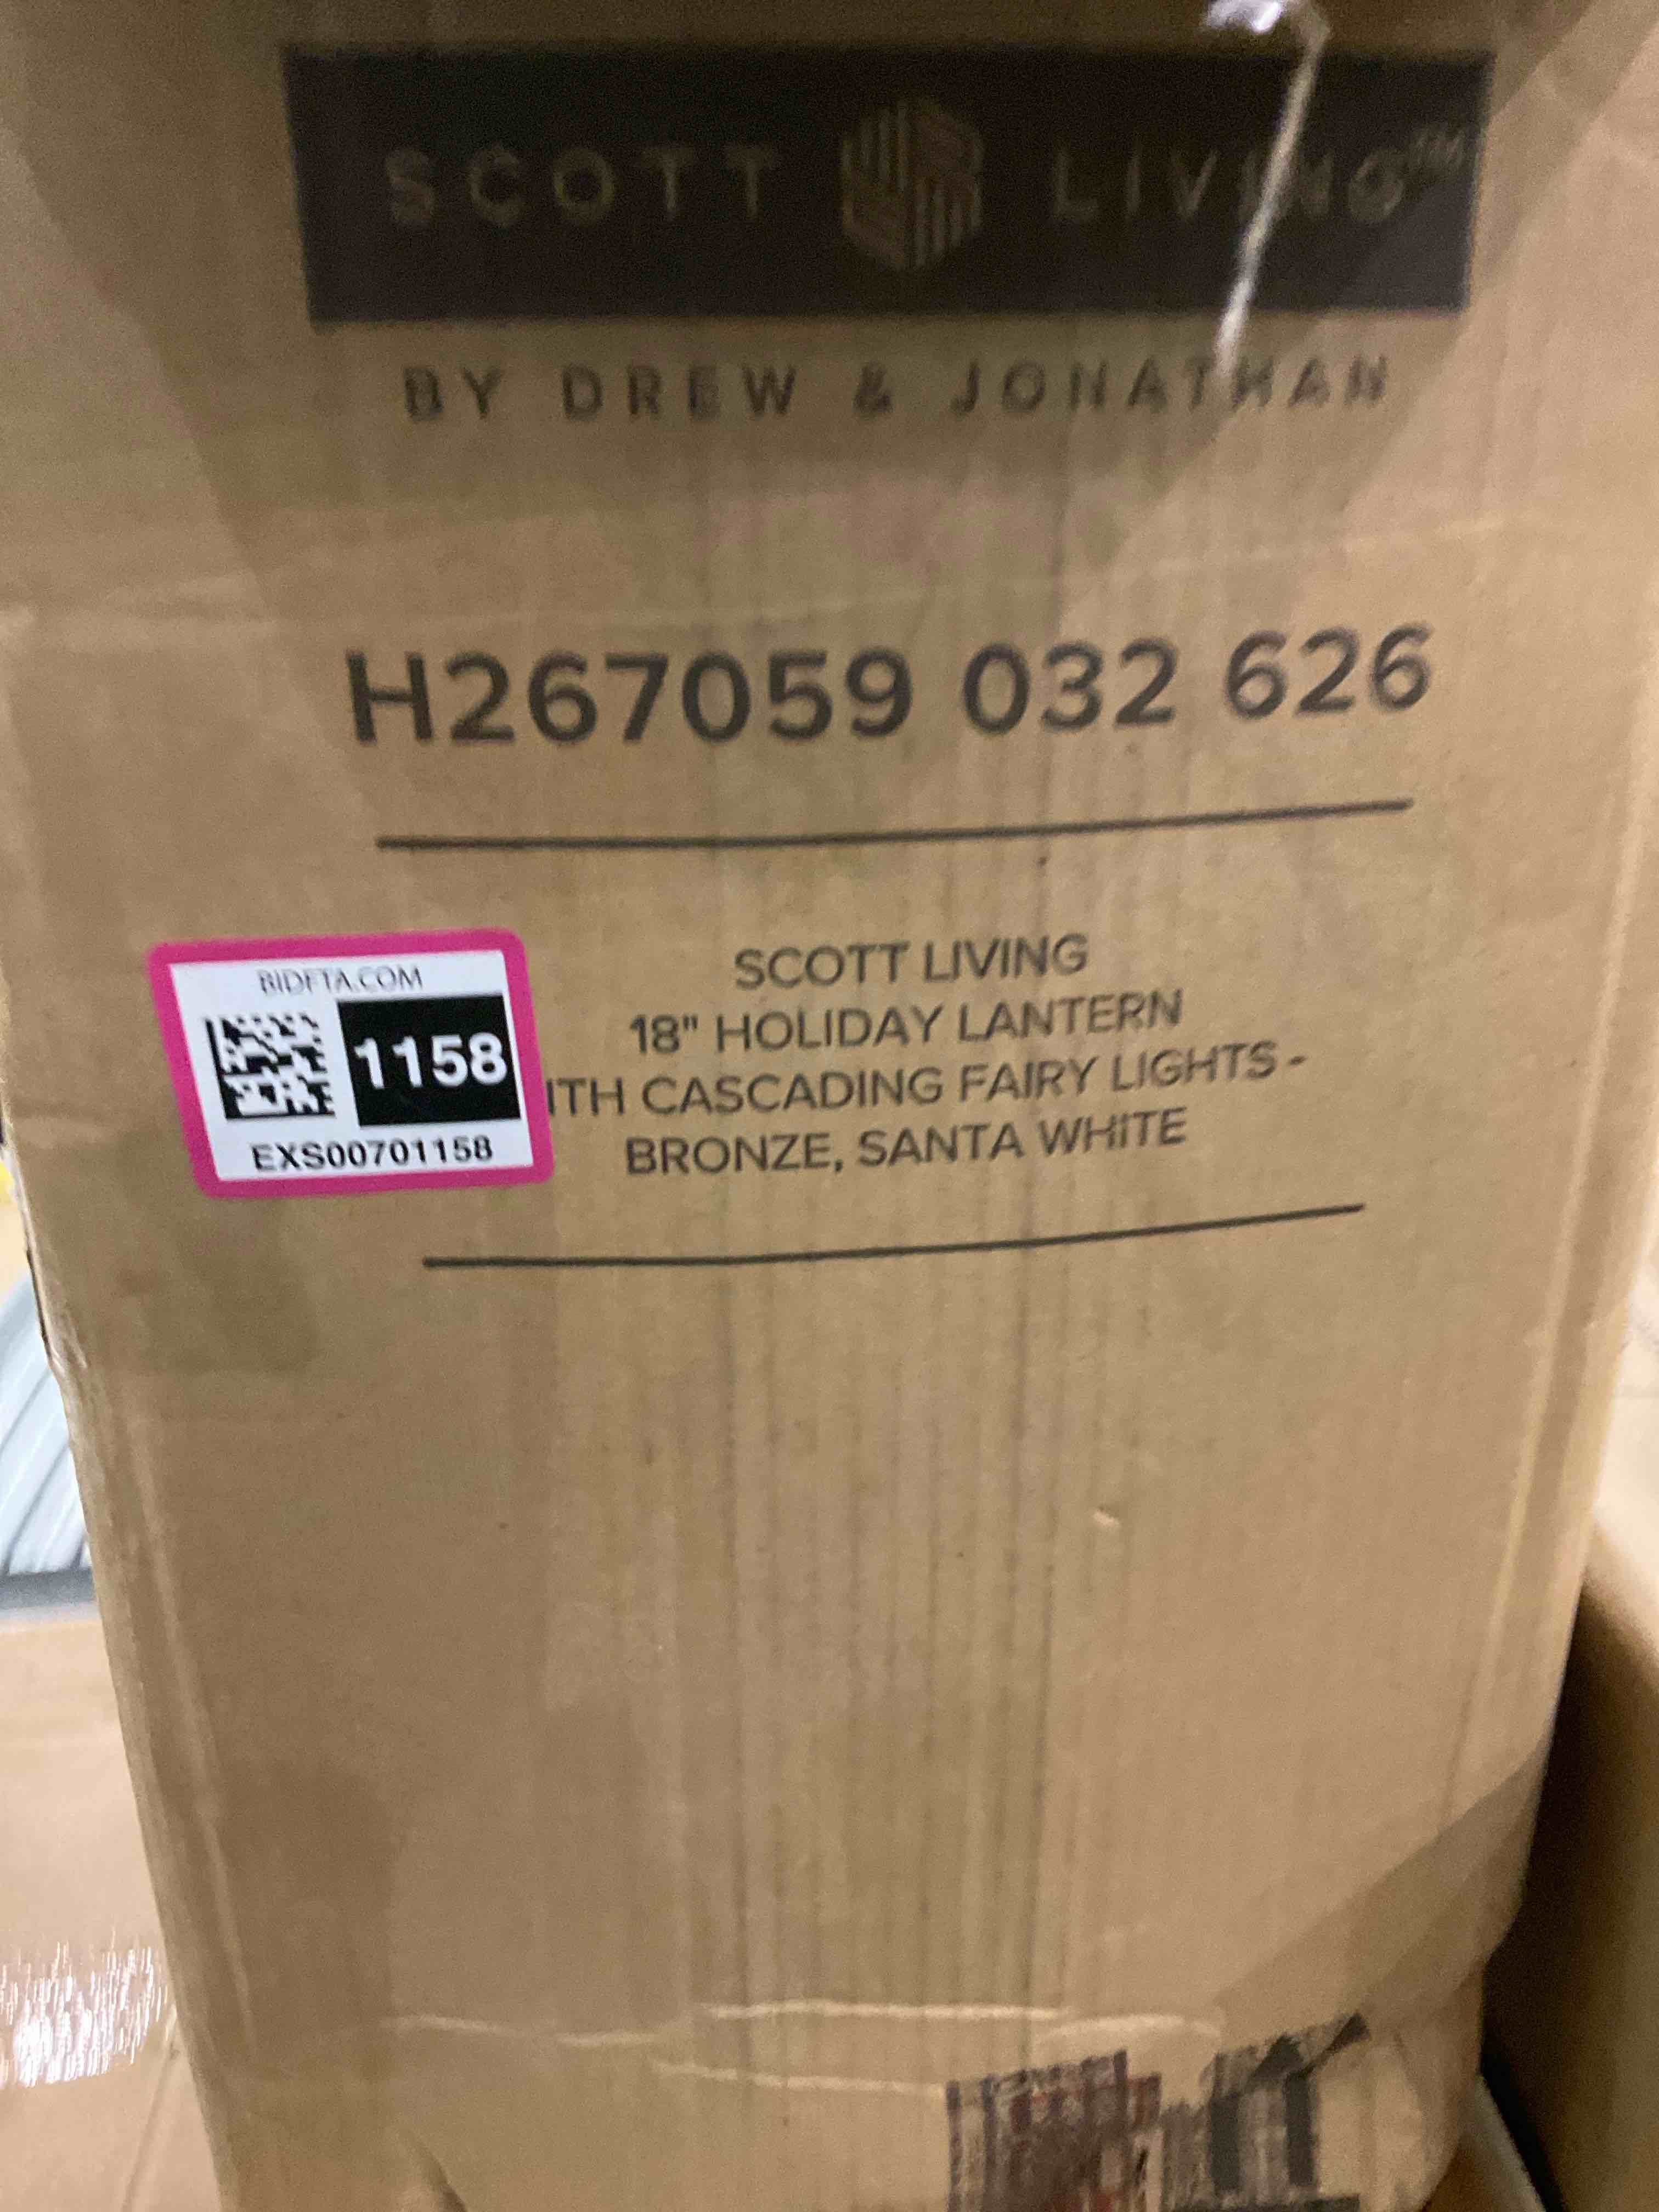 SCOTT LIVING™
BY DREW & JONATHAN
H267059 032 626
BIDFTA.COM
1158
EXS00701158
SCOTT LIVING
18" HOLIDAY LANTERN
ITH CASCADING FAIRY LIGHTS -
BRONZE, SANTA WHITE